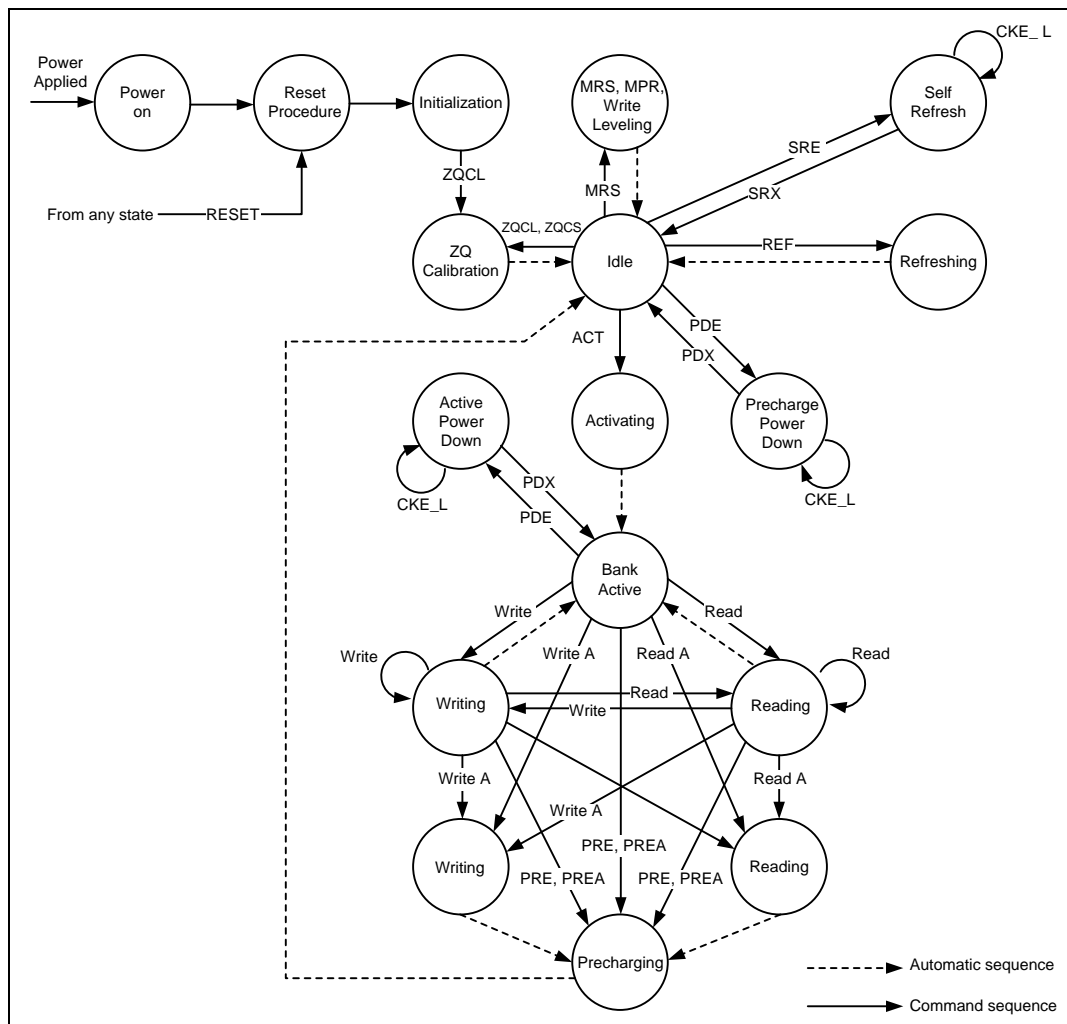 Power
Applied
Power
on
Reset
Procedure
Initialization
MRS, MPR,
Write
Leveling
CKE_ L
Self
Refresh
ZQCL
MRS
SRE
SRX
From any state
RESET
ZQCL, ZQCS
ZQ
Calibration
Idle
REF
Refreshing
ACT
PDE
PDX
Active
Power
Down
Activating
Precharge
Power
Down
CKE_L
PDX
PDE
CKE_L
Bank
Active
Write
Read
Write
Write A
Read A
Read
Writing
Read
Write
Reading
Write A
Write A
Read A
Writing
PRE, PREA
Reading
PRE, PREA
PRE, PREA
Precharging
Automatic sequence
Command sequence